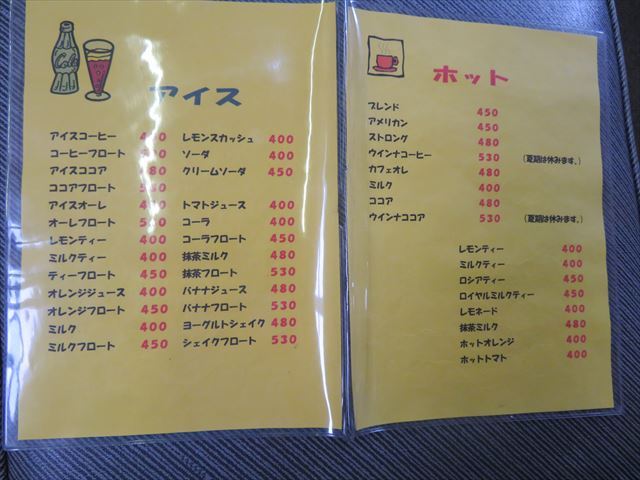 Cola
アイス
アイスコーヒー
コーヒーフロート
アイスココア
ココアフロート
アイスオーレ
オーレフロート
レモンティー 400
ミルクティー 400
ティーフロート 450
オレンジジュース 400
オレンジフロート 450
ミルク 400
ミルクフロート 450
レモンスカッシュ 400
ソーダ 400
クリームソーダ 450
トマトジュース 400
コーラ 400
コーラフロート 450
抹茶ミルク 480
抹茶フロート 530
バナナジュース 480
バナナフロート 530
ヨーグルトシェイク 480
シェイクフロート 530
ホット
ブレンド 450
アメリカン 450
ストロング 480
ウインナコーヒー 530 (夏期は休みます。)
カフェオレ 480
ミルク 400
ココア 480
ウインナココア 530 (夏期は休みます。)
レモンティー 400
ミルクティー 400
ロシアティー 450
ロイヤルミルクティー 450
レモネード 400
抹茶ミルク 480
ホットオレンジ 400
ホットトマト 400